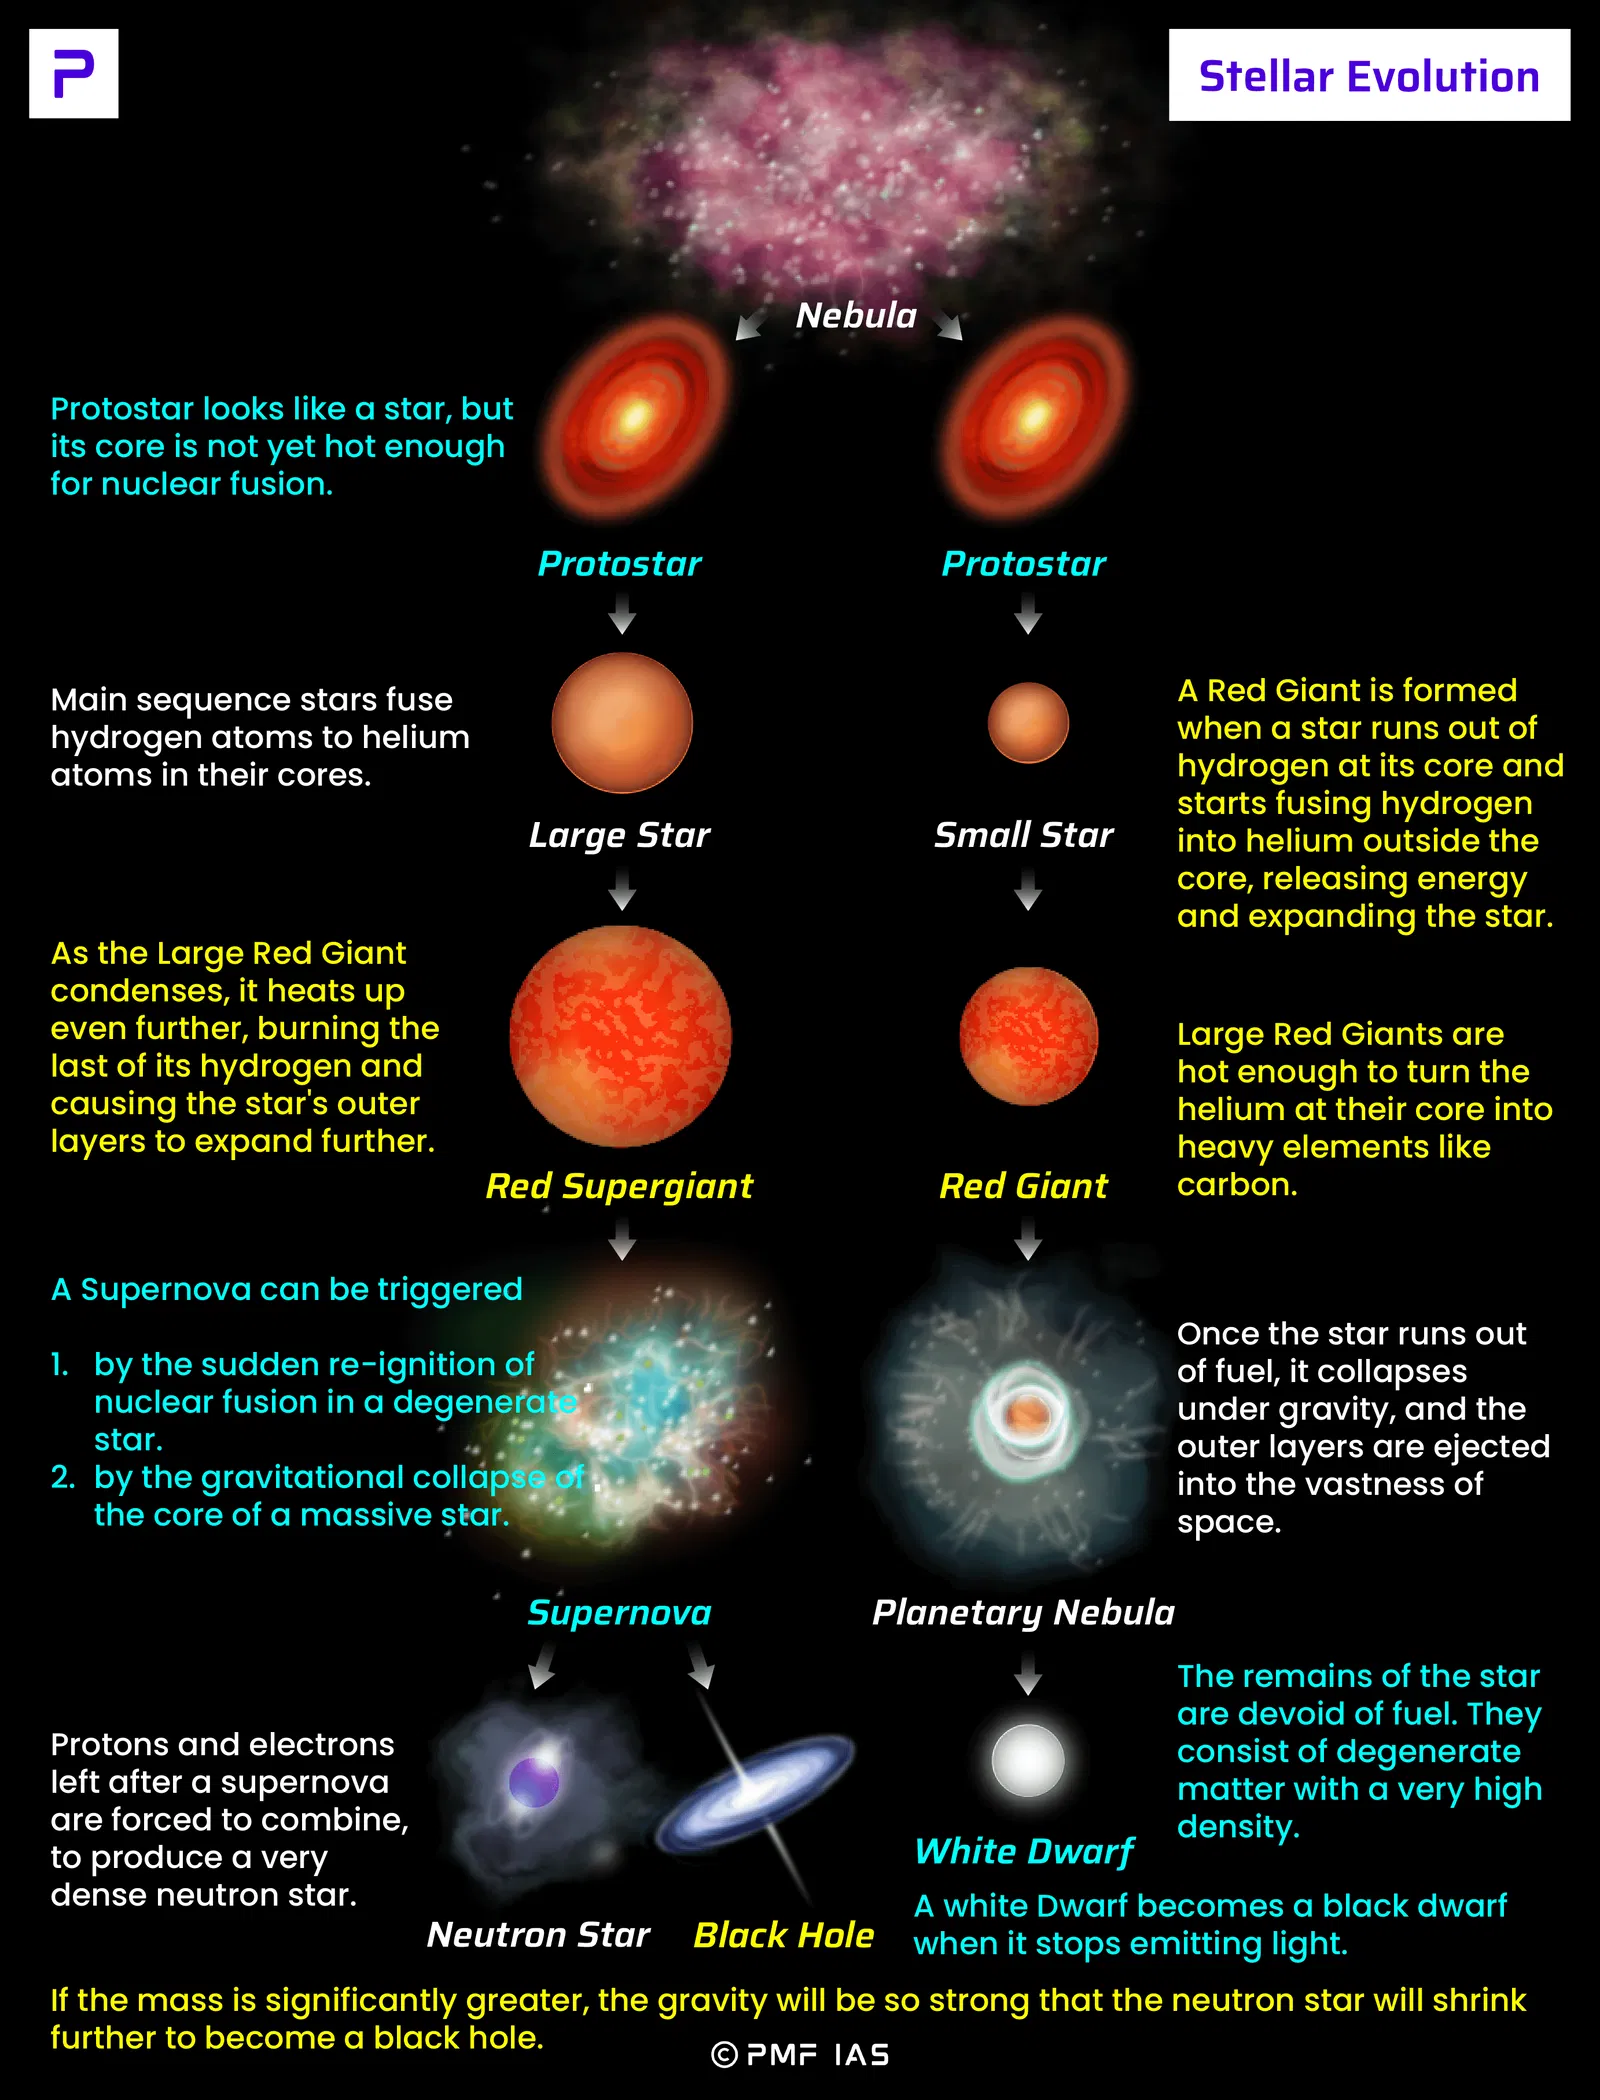 P
Stellar Evolution
Nebula
Protostar looks like a star, but
its core is not yet hot enough
for nuclear fusion.
Protostar
Protostar
Main sequence stars fuse
hydrogen atoms to helium
atoms in their cores.
Large Star
Small Star
A Red Giant is formed
when a star runs out of
hydrogen at its core and
starts fusing hydrogen
into helium outside the
core, releasing energy
and expanding the star.
As the Large Red Giant
condenses, it heats up
even further, burning the
last of its hydrogen and
causing the star's outer
layers to expand further.
Large Red Giants are
hot enough to turn the
helium at their core into
heavy elements like
carbon.
Red Supergiant
Red Giant
A Supernova can be triggered
1. by the sudden re-ignition of
nuclear fusion in a degenerate
star.
2. by the gravitational collapse of
the core of a massive star.
Once the star runs out
of fuel, it collapses
under gravity, and the
outer layers are ejected
into the vastness of
space.
Supernova
Planetary Nebula
The remains of the star
are devoid of fuel. They
consist of degenerate
matter with a very high
density.
Protons and electrons
left after a supernova
are forced to combine,
to produce a very
dense neutron star.
White Dwarf
A white Dwarf becomes a black dwarf
when it stops emitting light.
Neutron Star
Black Hole
If the mass is significantly greater, the gravity will be so strong that the neutron star will shrink
further to become a black hole.
© PMF IAS